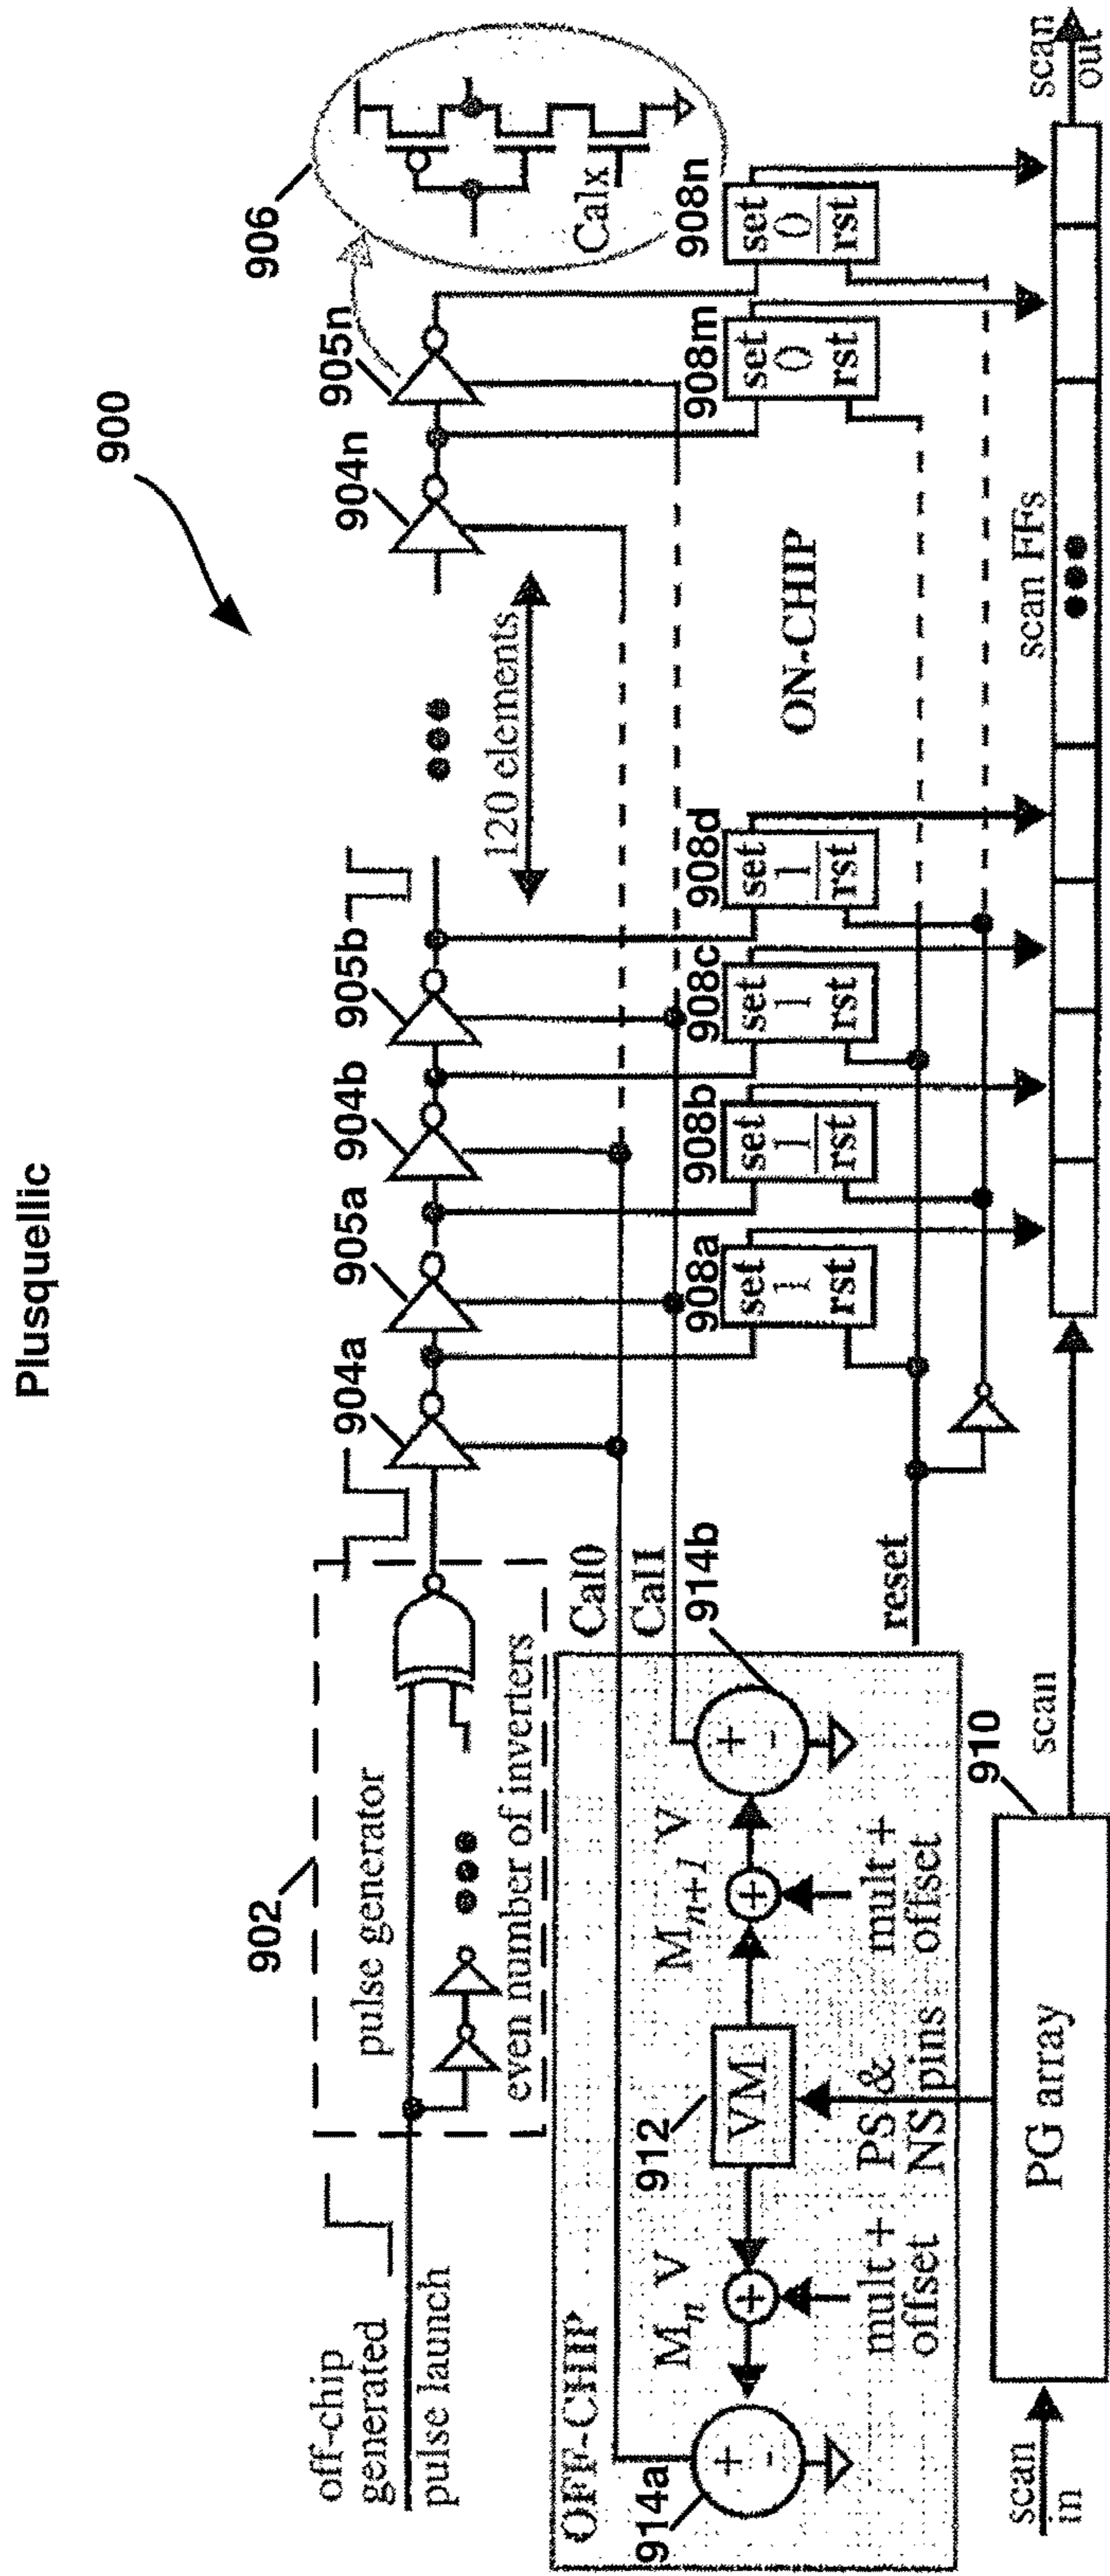 Plusquellic
900
902
904a
905a
904b
905b
904n
905n
906
off-chip
generated
pulse launch
pulse generator
even number of inverters
120 elements
Calx
OFF-CHIP
Cal0
Cal1
914a
914b
Mn V
Mn+1 V
912
VM
mult +
offset
PS &
NS pins
mult +
offset
reset
ON-CHIP
908a
set
1
rst
908b
set
1
rst
908c
set
1
rst
908d
set
1
rst
908m
set
0
rst
908n
set
0
rst
scan
in
910
PG array
scan
scan FFs
scan
out